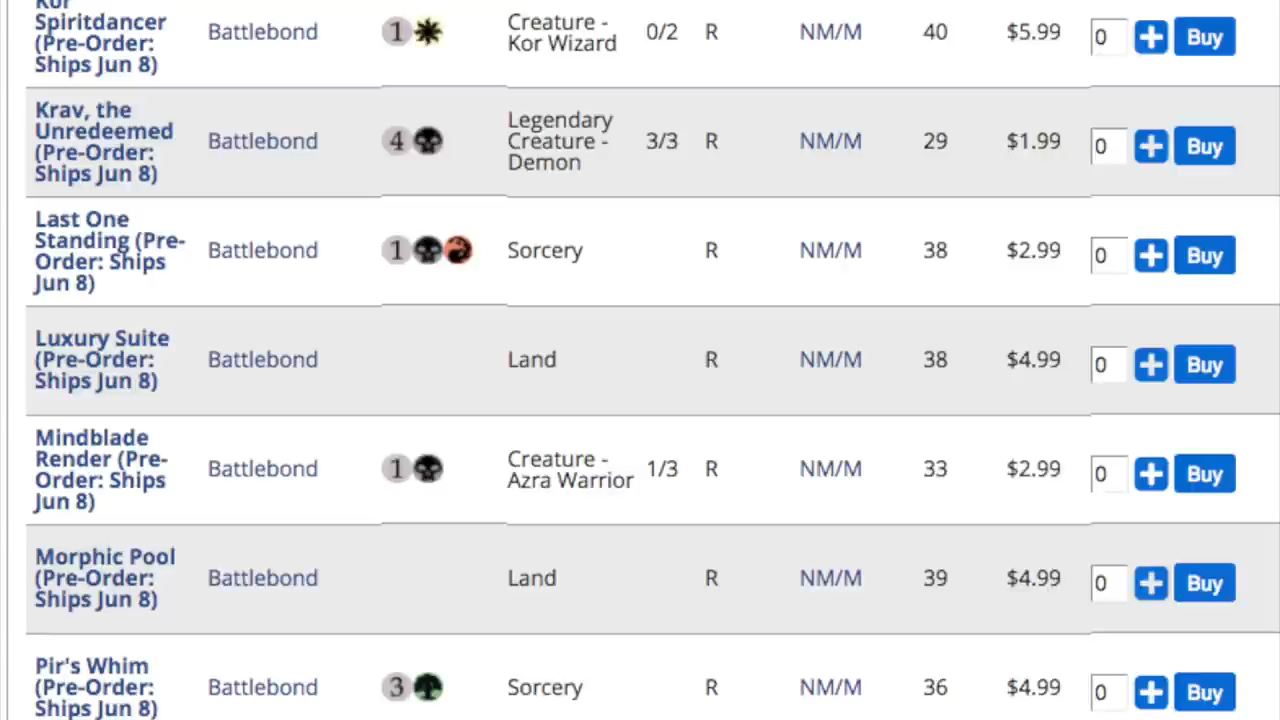 Kor
Spiritdancer
(Pre-Order:
Ships Jun 8)
Battlebond
1
Creature -
Kor Wizard
0/2
R
NM/M
40
$5.99
0
Buy
Krav, the
Unredeemed
(Pre-Order:
Ships Jun 8)
Battlebond
4
Legendary
Creature -
Demon
3/3
R
NM/M
29
$1.99
0
Buy
Last One
Standing (Pre-
Order: Ships
Jun 8)
Battlebond
1
Sorcery
R
NM/M
38
$2.99
0
Buy
Luxury Suite
(Pre-Order:
Ships Jun 8)
Battlebond
Land
R
NM/M
38
$4.99
0
Buy
Mindblade
Render (Pre-
Order: Ships
Jun 8)
Battlebond
1
Creature -
Azra Warrior
1/3
R
NM/M
33
$2.99
0
Buy
Morphic Pool
(Pre-Order:
Ships Jun 8)
Battlebond
Land
R
NM/M
39
$4.99
0
Buy
Pir's Whim
(Pre-Order:
Ships Jun 8)
Battlebond
3
Sorcery
R
NM/M
36
$4.99
0
Buy